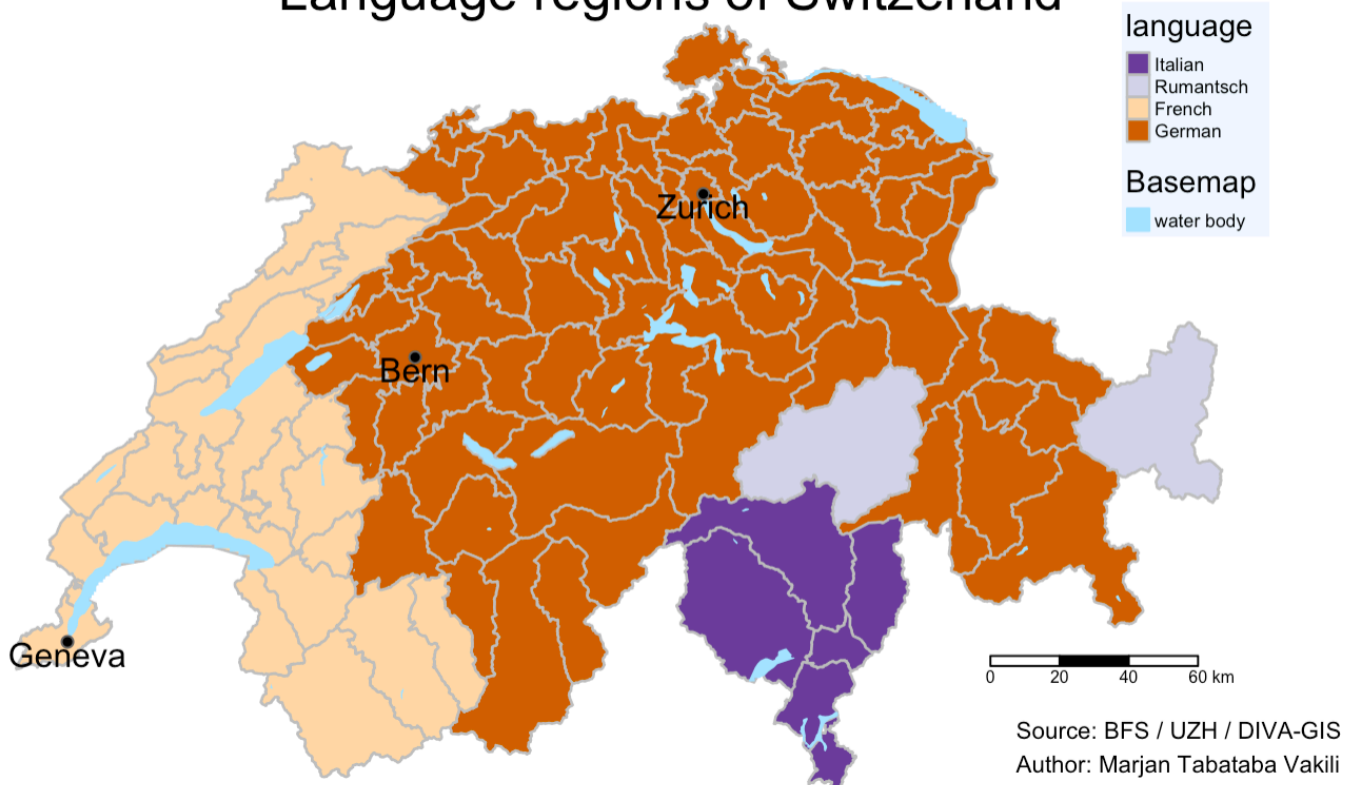 Language regions of Switzerland
language
Italian
Rumantsch
French
German
Basemap
water body
Zurich
Bern
Geneva
0 20 40 60 km
Source: BFS / UZH / DIVA-GIS
Author: Marjan Tabataba Vakili